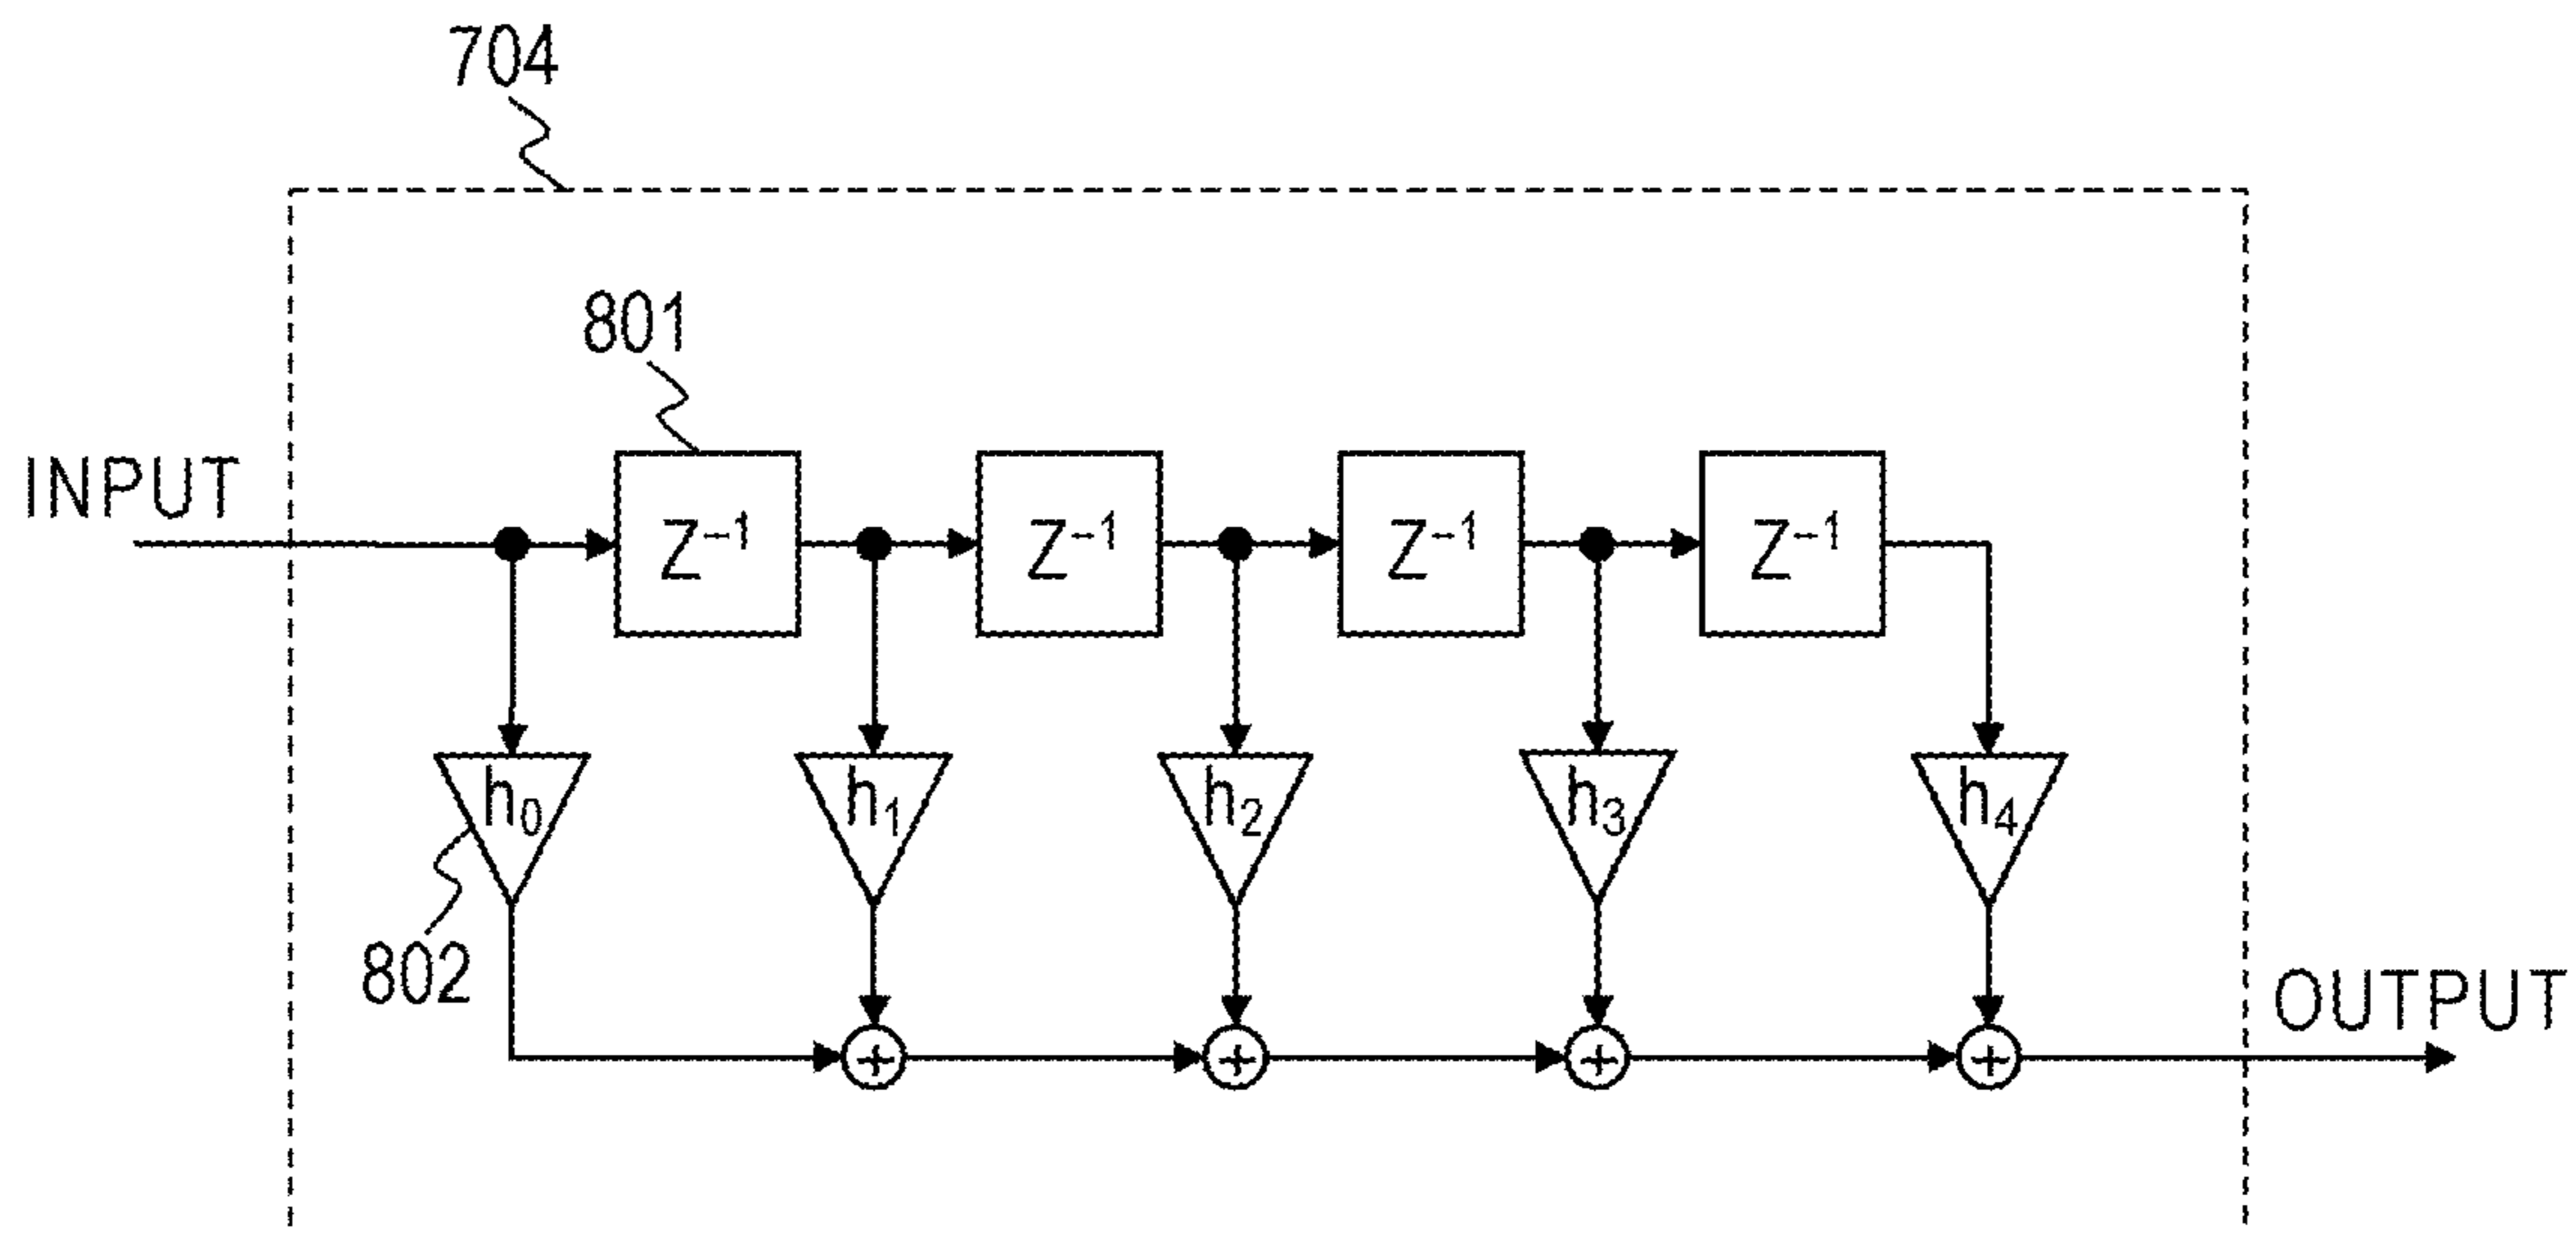 704
801
INPUT
Z⁻¹ Z⁻¹ Z⁻¹ Z⁻¹
h₀ h₁ h₂ h₃ h₄
802
OUTPUT
+ + + +